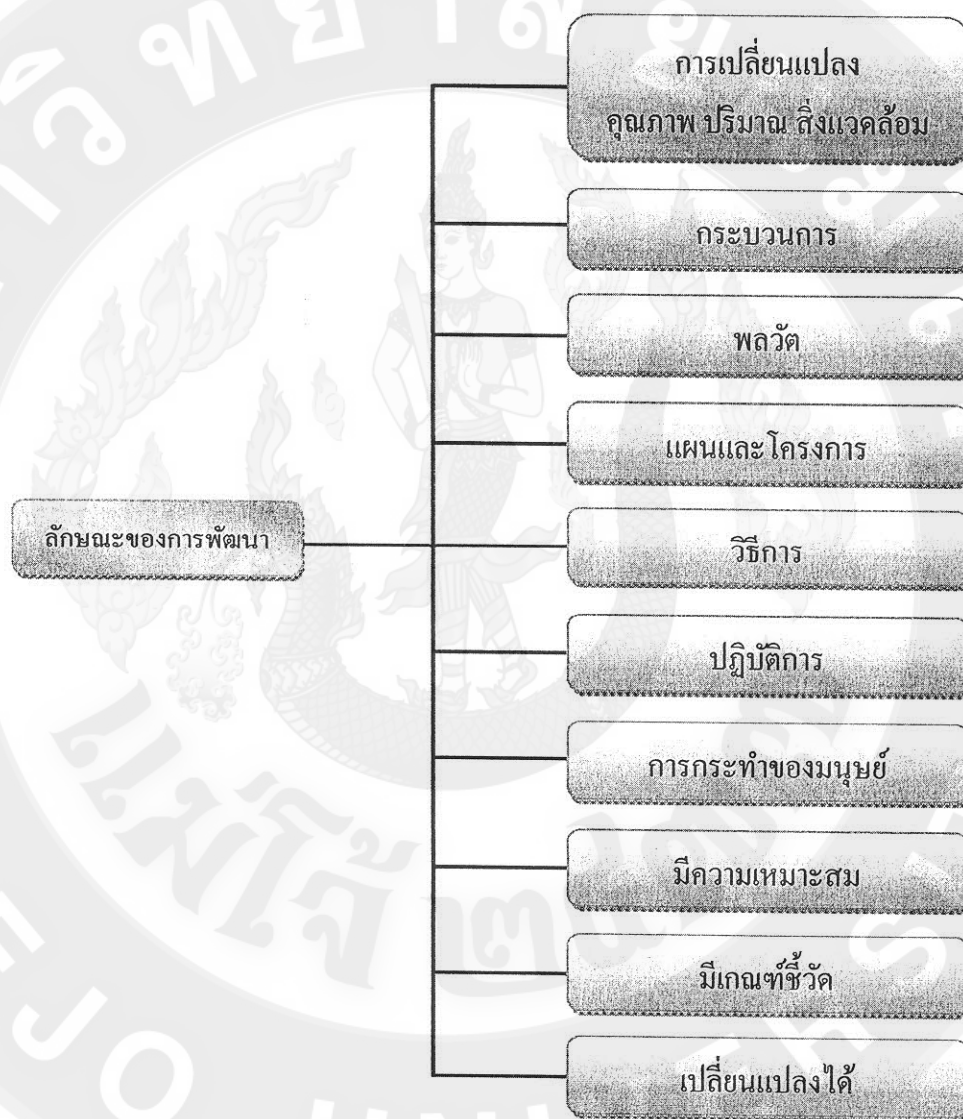 การเปลี่ยนแปลง
คุณภาพ ปริมาณ สิ่งแวดล้อม
กระบวนการ
พลวัต
แผนและโครงการ
ลักษณะของการพัฒนา
วิธีการ
ปฏิบัติการ
การกระทำของมนุษย์
มีความเหมาะสม
มีเกณฑ์ชี้วัด
เปลี่ยนแปลงได้
แม่โจ้